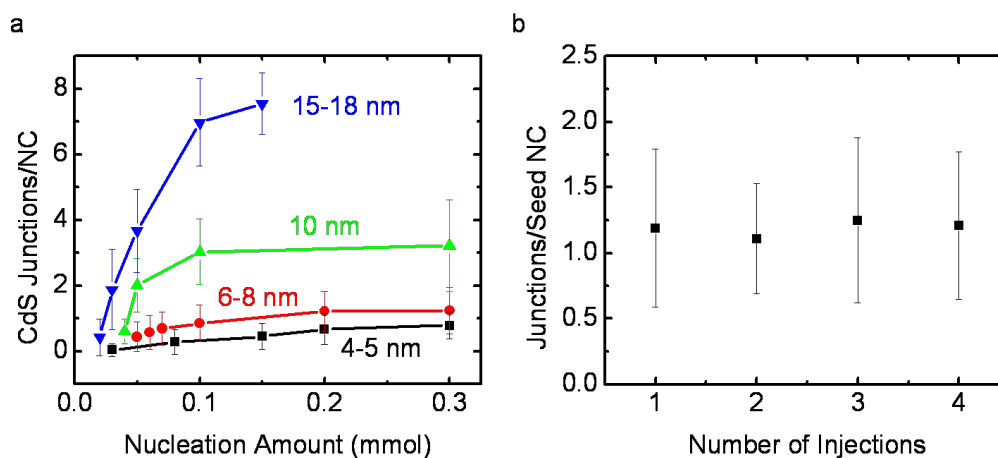 a
CdS Junctions/NC
8
6
4
2
0
0.0 0.1 0.2 0.3
15-18 nm
10 nm
6-8 nm
4-5 nm
Nucleation Amount (mmol)
b
Junctions/Seed NC
2.5
2.0
1.5
1.0
0.5
0.0
1 2 3 4
Number of Injections